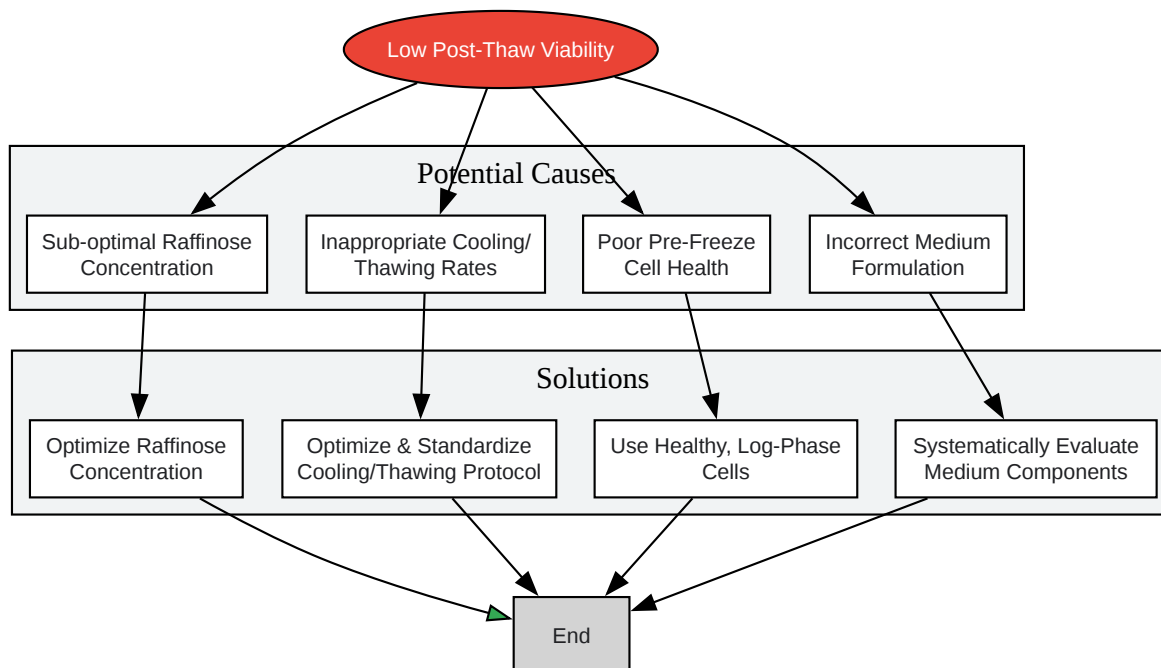 Low Post-Thaw Viability
Potential Causes
Sub-optimal Raffinose
Concentration
Inappropriate Cooling/
Thawing Rates
Poor Pre-Freeze
Cell Health
Incorrect Medium
Formulation
Solutions
Optimize Raffinose
Concentration
Optimize & Standardize
Cooling/Thawing Protocol
Use Healthy, Log-Phase
Cells
Systematically Evaluate
Medium Components
End